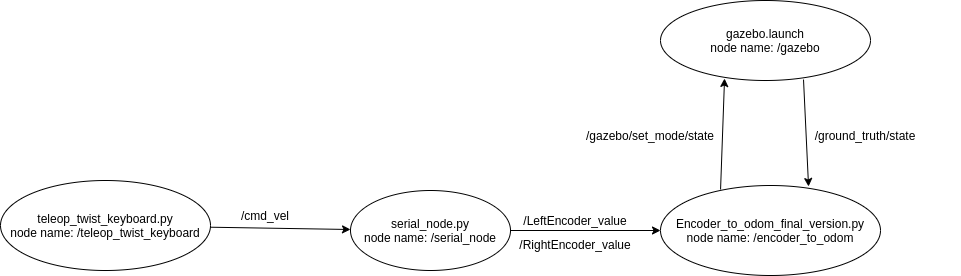 gazebo.launch
node name: /gazebo
/gazebo/set_mode/state
/ground_truth/state
teleop_twist_keyboard.py
node name: /teleop_twist_keyboard
/cmd_vel
serial_node.py
node name: /serial_node
/LeftEncoder_value
/RightEncoder_value
Encoder_to_odom_final_version.py
node name: /encoder_to_odom